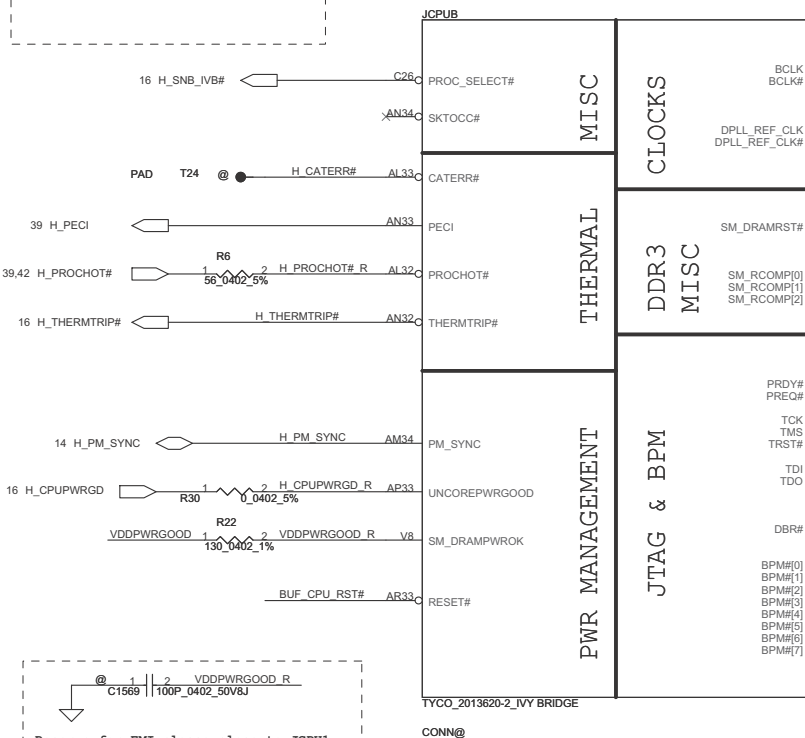 JCPUB
16 H_SNB_IVB# C26 PROC_SELECT#
AN34 SKTOCC#
MISC
CLOCKS
BCLK
BCLK#
DPLL_REF_CLK
DPLL_REF_CLK#
PAD T24 @ H_CATERR# AL33 CATERR#
39 H_PECI AN33 PECI
R6
39,42 H_PROCHOT# 1 2 H_PROCHOT#_R AL32 PROCHOT#
56_0402_5%
16 H_THERMTRIP# H_THERMTRIP# AN32 THERMTRIP#
THERMAL
DDR3
MISC
SM_DRAMRST#
SM_RCOMP[0]
SM_RCOMP[1]
SM_RCOMP[2]
14 H_PM_SYNC H_PM_SYNC AM34 PM_SYNC
16 H_CPUPWRGD 1 2 H_CPUPWRGD_R AP33 UNCOREPWRGOOD
R30 0_0402_5%
R22
VDDPWRGOOD 1 2 VDDPWRGOOD_R V8 SM_DRAMPWROK
130_0402_1%
BUF_CPU_RST# AR33 RESET#
PWR MANAGEMENT
JTAG & BPM
PRDY#
PREQ#
TCK
TMS
TRST#
TDI
TDO
DBR#
BPM#[0]
BPM#[1]
BPM#[2]
BPM#[3]
BPM#[4]
BPM#[5]
BPM#[6]
BPM#[7]
@ 1 2 VDDPWRGOOD_R
C1569 100P_0402_50V8J
TYCO_2013620-2_IVY BRIDGE
CONN@